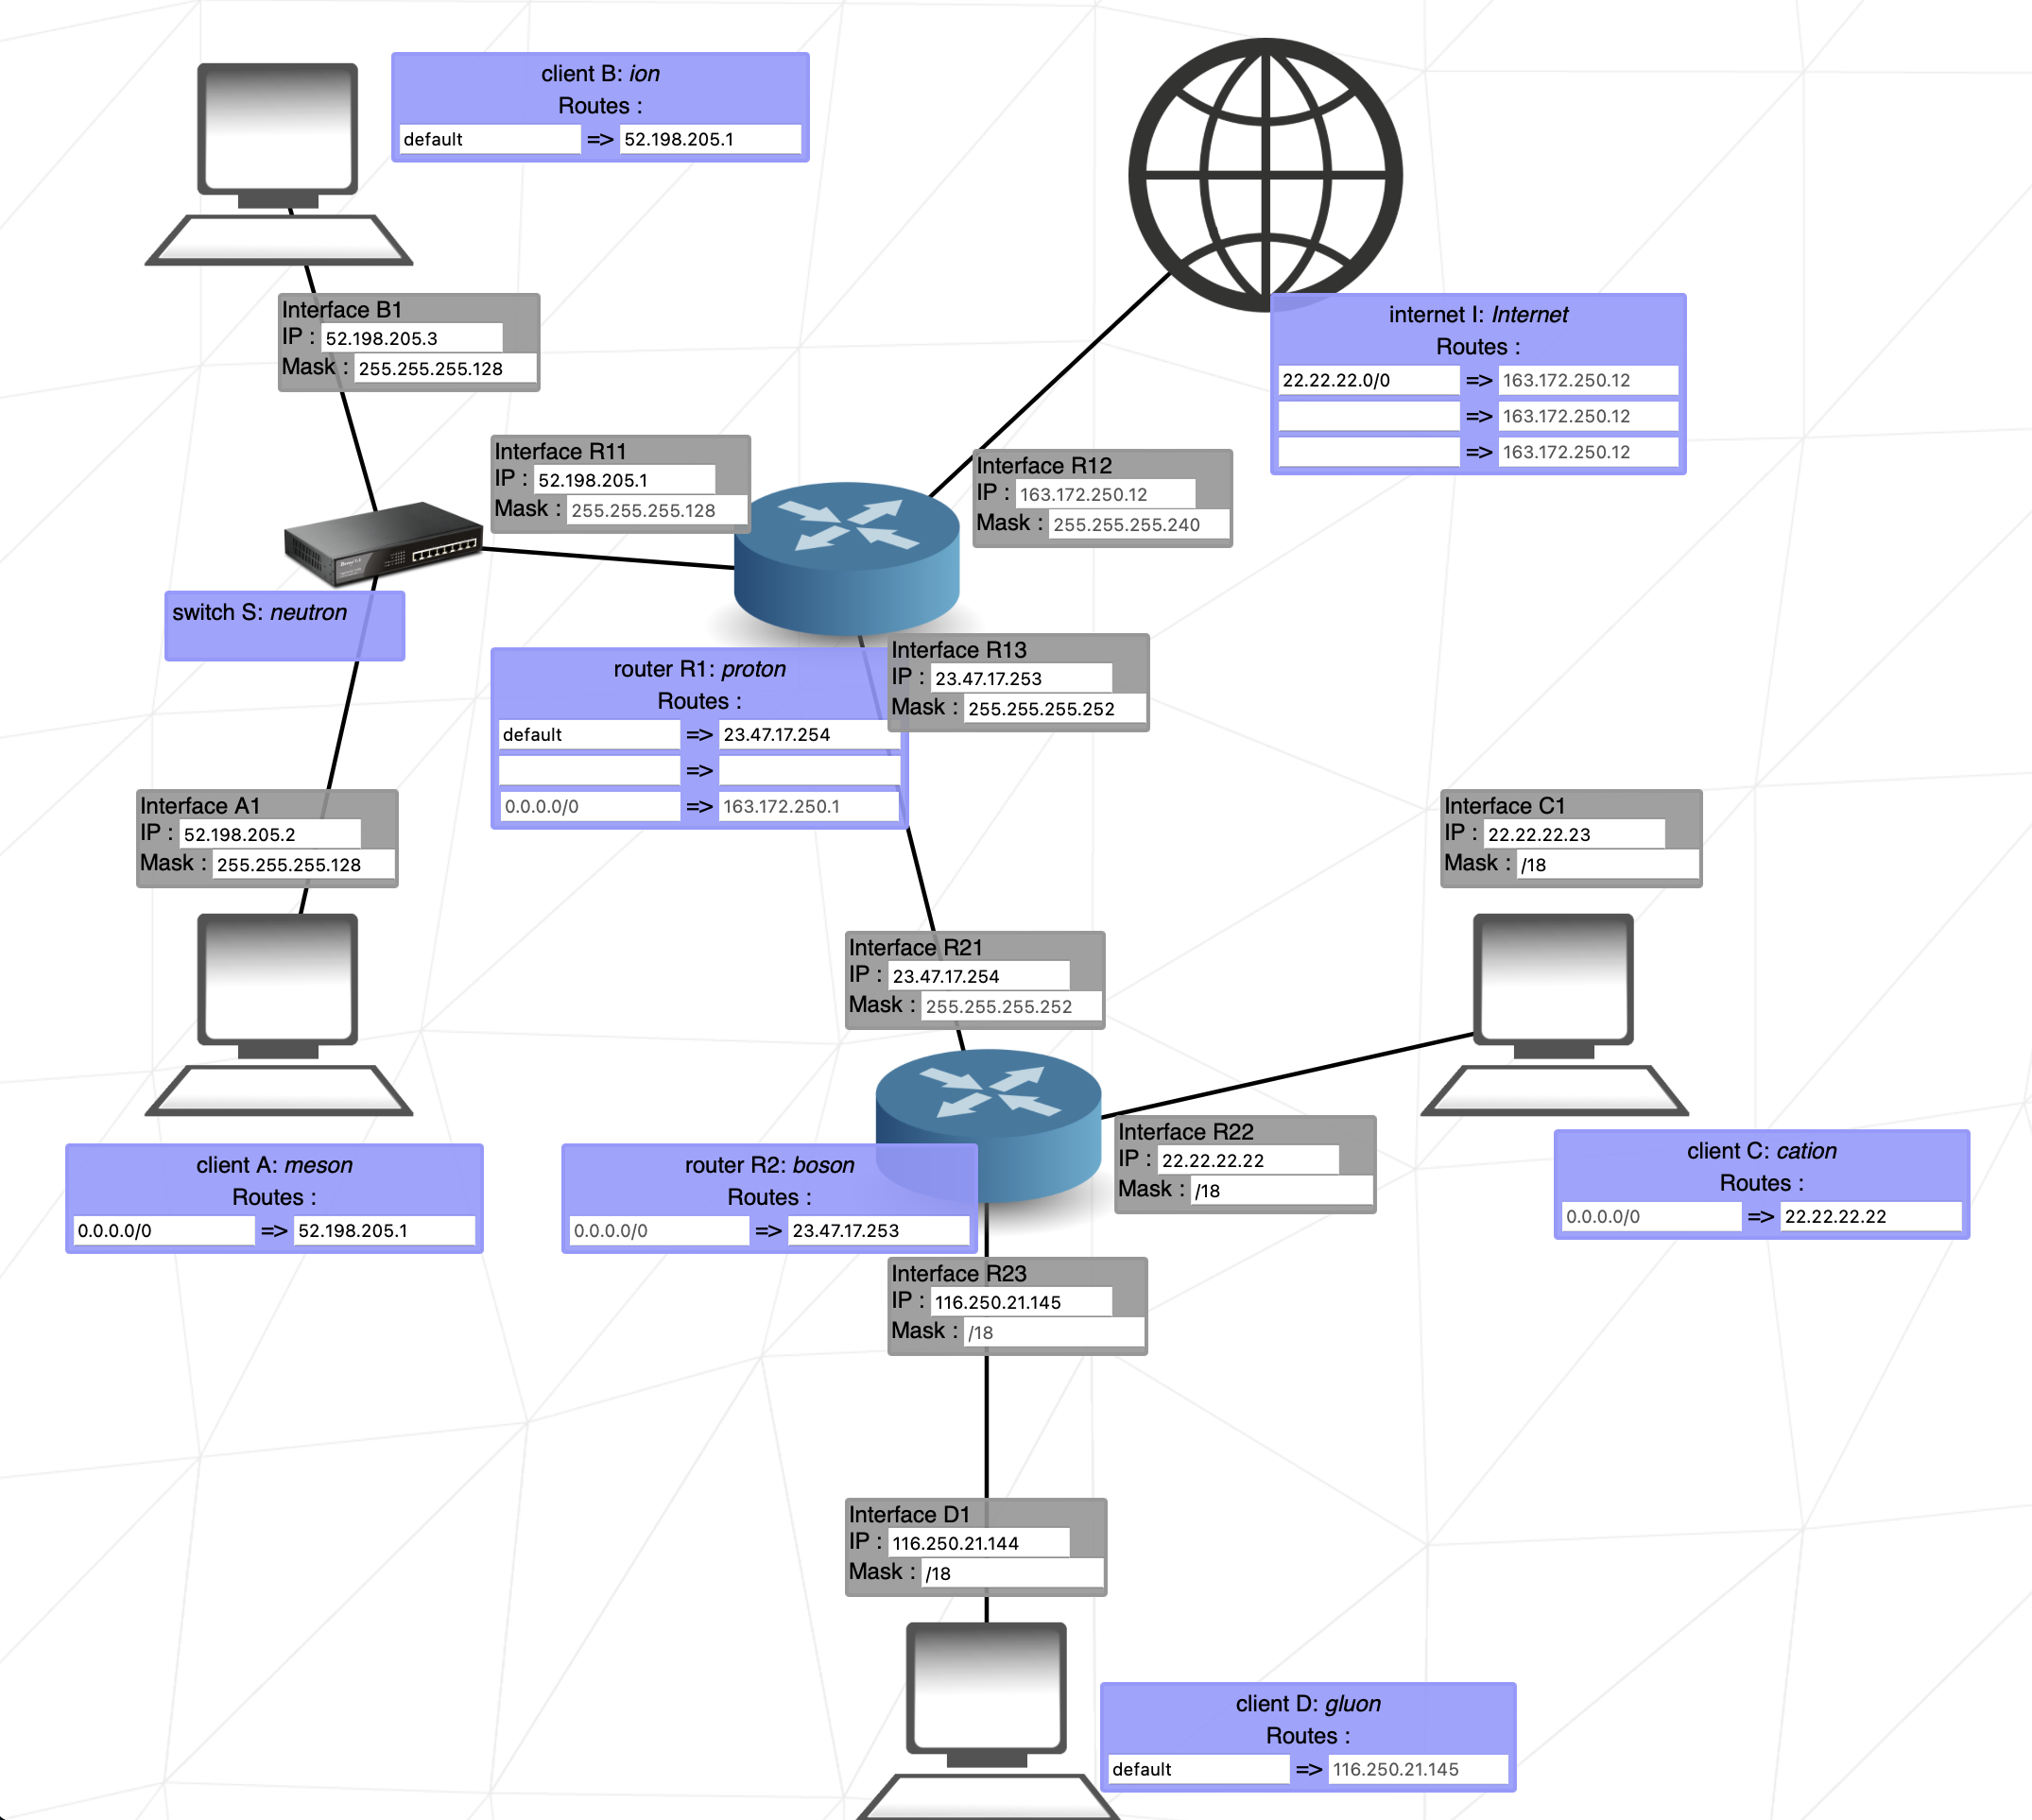 client B: ion
Routes :
default => 52.198.205.1
internet I: Internet
Routes :
22.22.22.0/0 => 163.172.250.12
=> 163.172.250.12
=> 163.172.250.12
Interface B1
IP : 52.198.205.3
Mask : 255.255.255.128
Interface R11
IP : 52.198.205.1
Mask : 255.255.255.128
Interface R12
IP : 163.172.250.12
Mask : 255.255.255.240
switch S: neutron
router R1: proton
Routes :
default => 23.47.17.254
=>
0.0.0.0/0 => 163.172.250.1
Interface R13
IP : 23.47.17.253
Mask : 255.255.255.252
Interface A1
IP : 52.198.205.2
Mask : 255.255.255.128
Interface C1
IP : 22.22.22.23
Mask : /18
Interface R21
IP : 23.47.17.254
Mask : 255.255.255.252
client A: meson
Routes :
0.0.0.0/0 => 52.198.205.1
router R2: boson
Routes :
0.0.0.0/0 => 23.47.17.253
Interface R22
IP : 22.22.22.22
Mask : /18
client C: cation
Routes :
0.0.0.0/0 => 22.22.22.22
Interface R23
IP : 116.250.21.145
Mask : /18
Interface D1
IP : 116.250.21.144
Mask : /18
client D: gluon
Routes :
default => 116.250.21.145